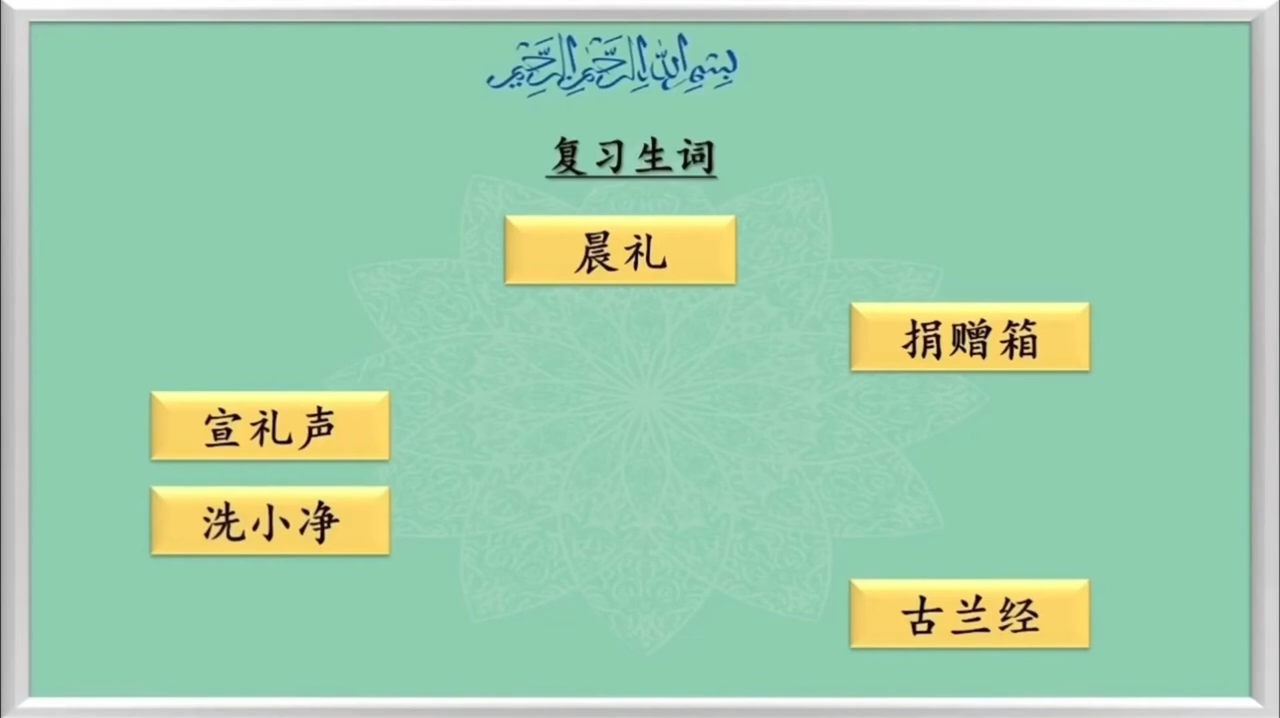 بسم الله الرحمن الرحيم
复习生词
晨礼
捐赠箱
宣礼声
洗小净
古兰经